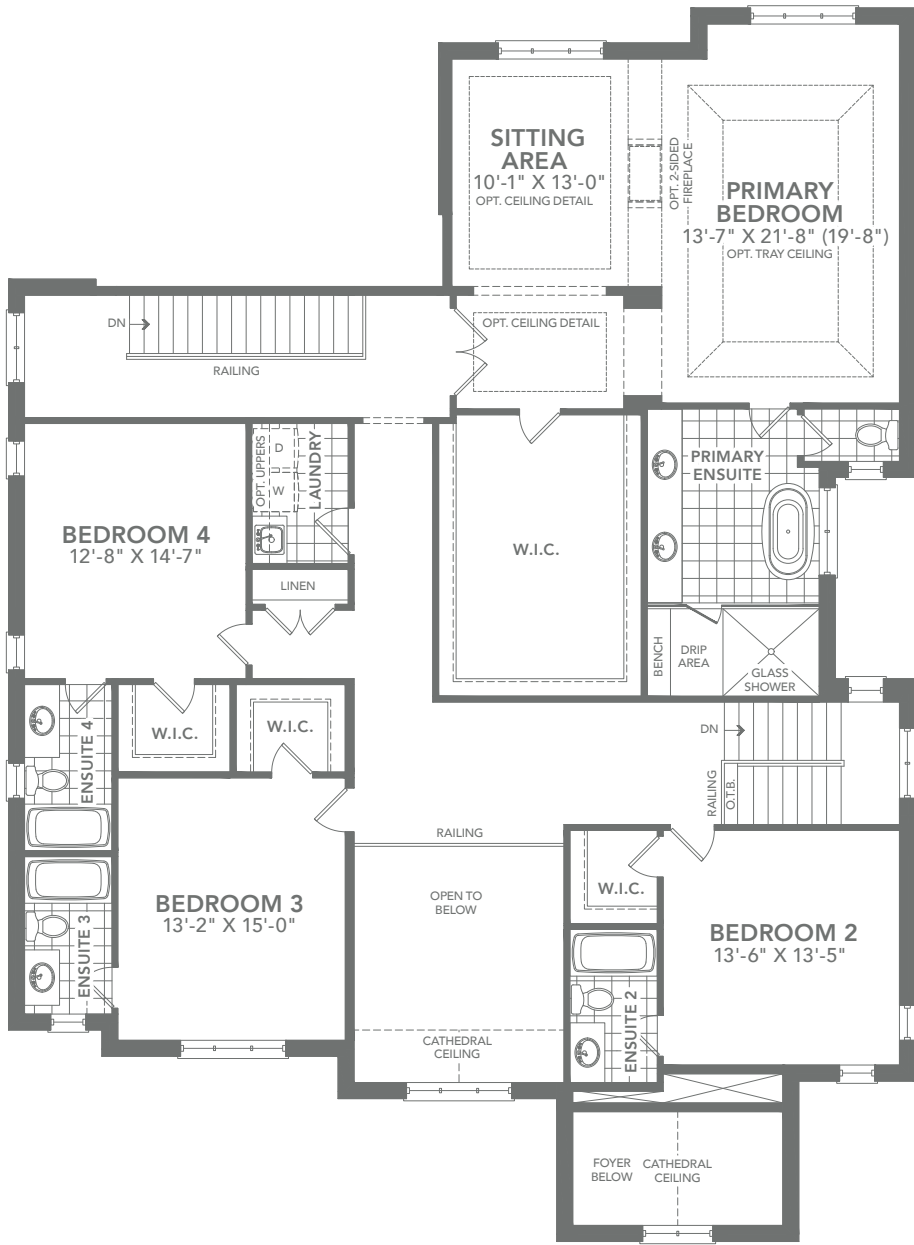 SITTING
AREA
10'-1" X 13'-0"
OPT. CEILING DETAIL
OPT. 2-SIDED
FIREPLACE
PRIMARY
BEDROOM
13'-7" X 21'-8" (19'-8")
OPT. TRAY CEILING
DN
RAILING
OPT. CEILING DETAIL
OPT. UPPERS
D
W
LAUNDRY
PRIMARY
ENSUITE
BEDROOM 4
12'-8" X 14'-7"
W.I.C.
LINEN
BENCH
DRIP
AREA
GLASS
SHOWER
ENSUITE 4
W.I.C.
W.I.C.
DN
RAILING
O.T.B.
RAILING
BEDROOM 3
13'-2" X 15'-0"
ENSUITE 3
OPEN TO
BELOW
W.I.C.
BEDROOM 2
13'-6" X 13'-5"
ENSUITE 2
CATHEDRAL
CEILING
FOYER
BELOW
CATHEDRAL
CEILING